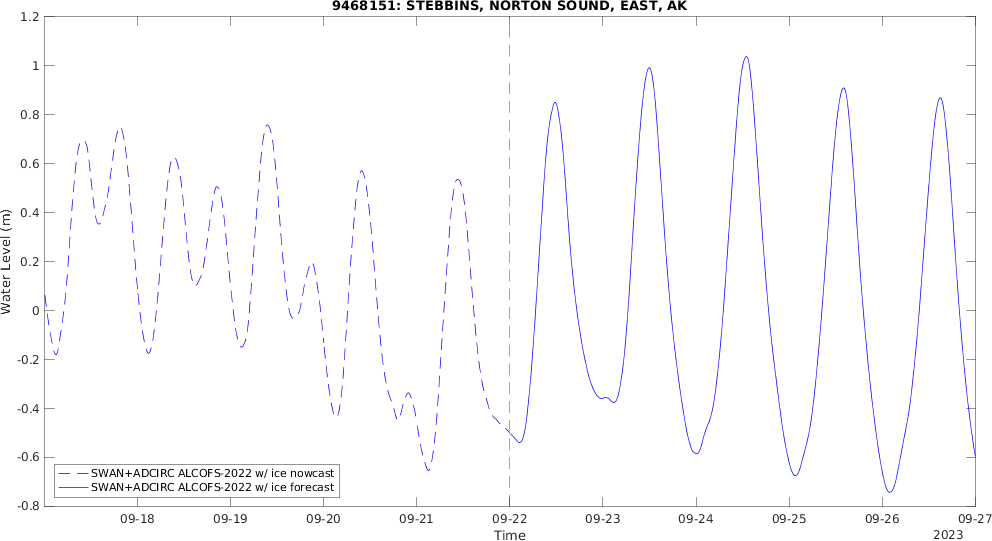 9468151: STEBBINS, NORTON SOUND, EAST, AK
1.2
1
0.8
0.6
0.4
0.2
0
-0.2
-0.4
-0.6
-0.8
Water Level (m)
SWAN+ADCIRC ALCOFS-2022 w/ ice nowcast
SWAN+ADCIRC ALCOFS-2022 w/ ice forecast
09-18 09-19 09-20 09-21 09-22 09-23 09-24 09-25 09-26 09-27
Time
2023